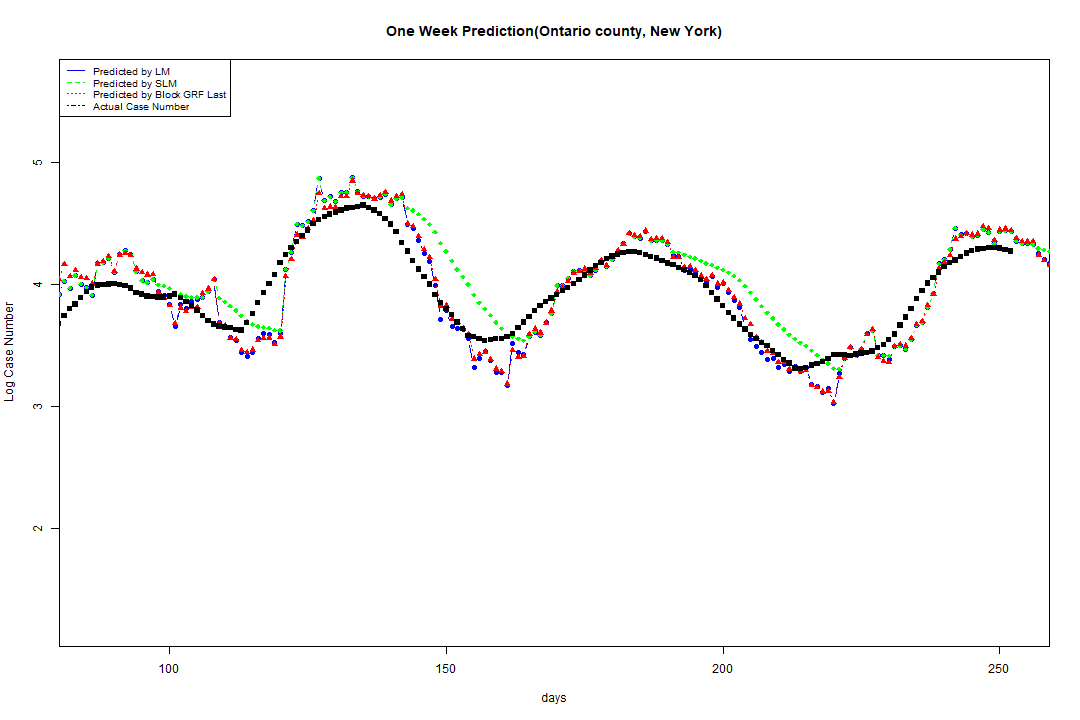 One Week Prediction(Ontario county, New York)
Predicted by LM
Predicted by SLM
Predicted by Block GRF Last
Actual Case Number
5
4
3
2
Log Case Number
100 150 200 250
days